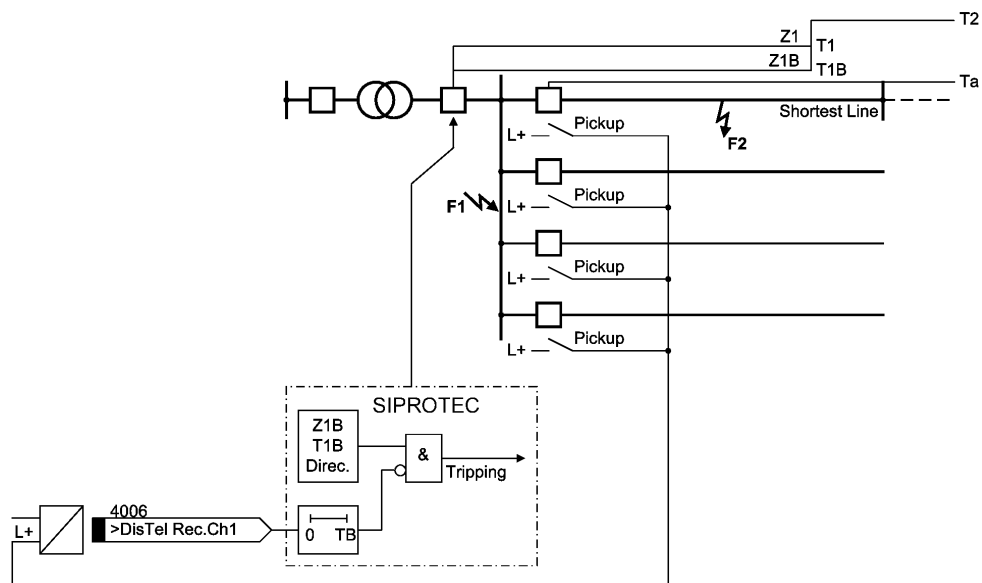 T2
Z1
T1
Z1B
T1B
Ta
Shortest Line
L+ Pickup
F2
F1
L+ Pickup
L+ Pickup
L+ Pickup
SIPROTEC
Z1B
T1B
Direc.
&
Tripping
4006
L+
>DisTel Rec.Ch1
0 TB